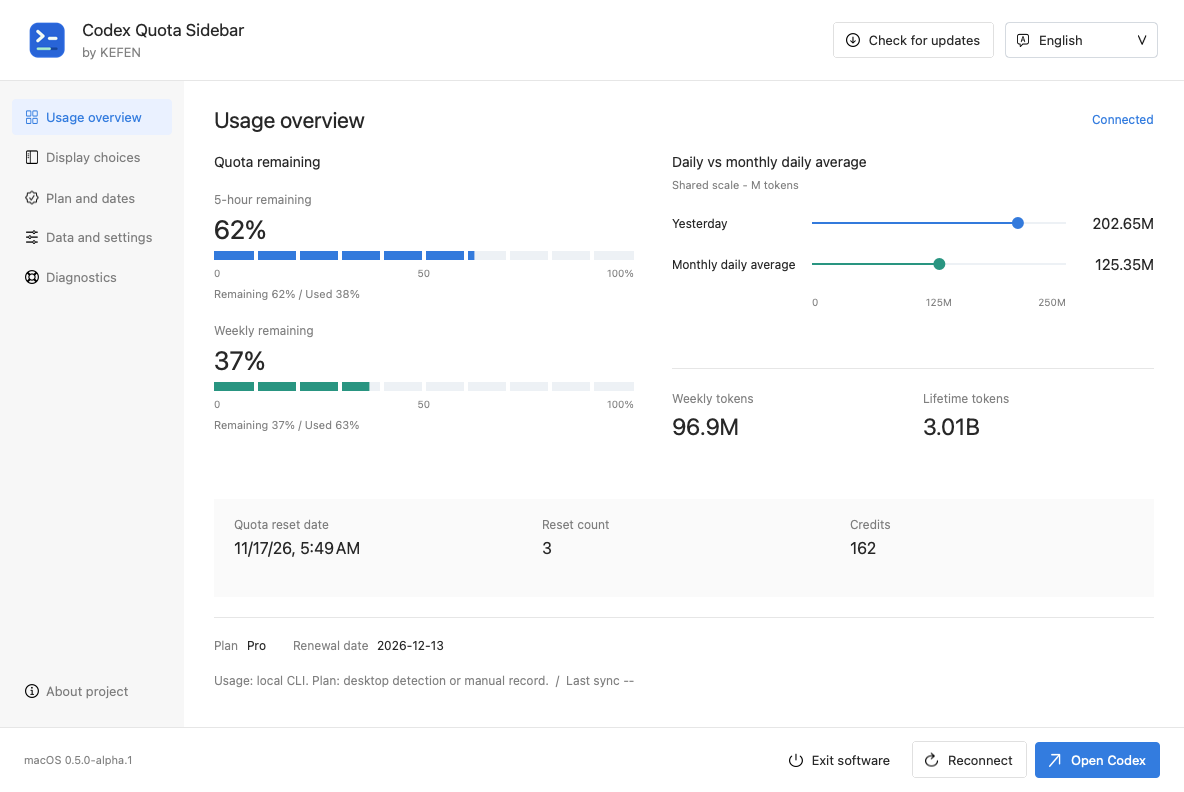 Codex Quota Sidebar
by KEFEN
Check for updates
English
Usage overview
Display choices
Plan and dates
Data and settings
Diagnostics
About project
Usage overview
Connected
Quota remaining
5-hour remaining
62%
0 50 100%
Remaining 62% / Used 38%
Weekly remaining
37%
0 50 100%
Remaining 37% / Used 63%
Daily vs monthly daily average
Shared scale - M tokens
Yesterday 202.65M
Monthly daily average 125.35M
0 125M 250M
Weekly tokens
96.9M
Lifetime tokens
3.01B
Quota reset date
11/17/26, 5:49 AM
Reset count
3
Credits
162
Plan Pro Renewal date 2026-12-13
Usage: local CLI. Plan: desktop detection or manual record. / Last sync --
macOS 0.5.0-alpha.1
Exit software
Reconnect
Open Codex